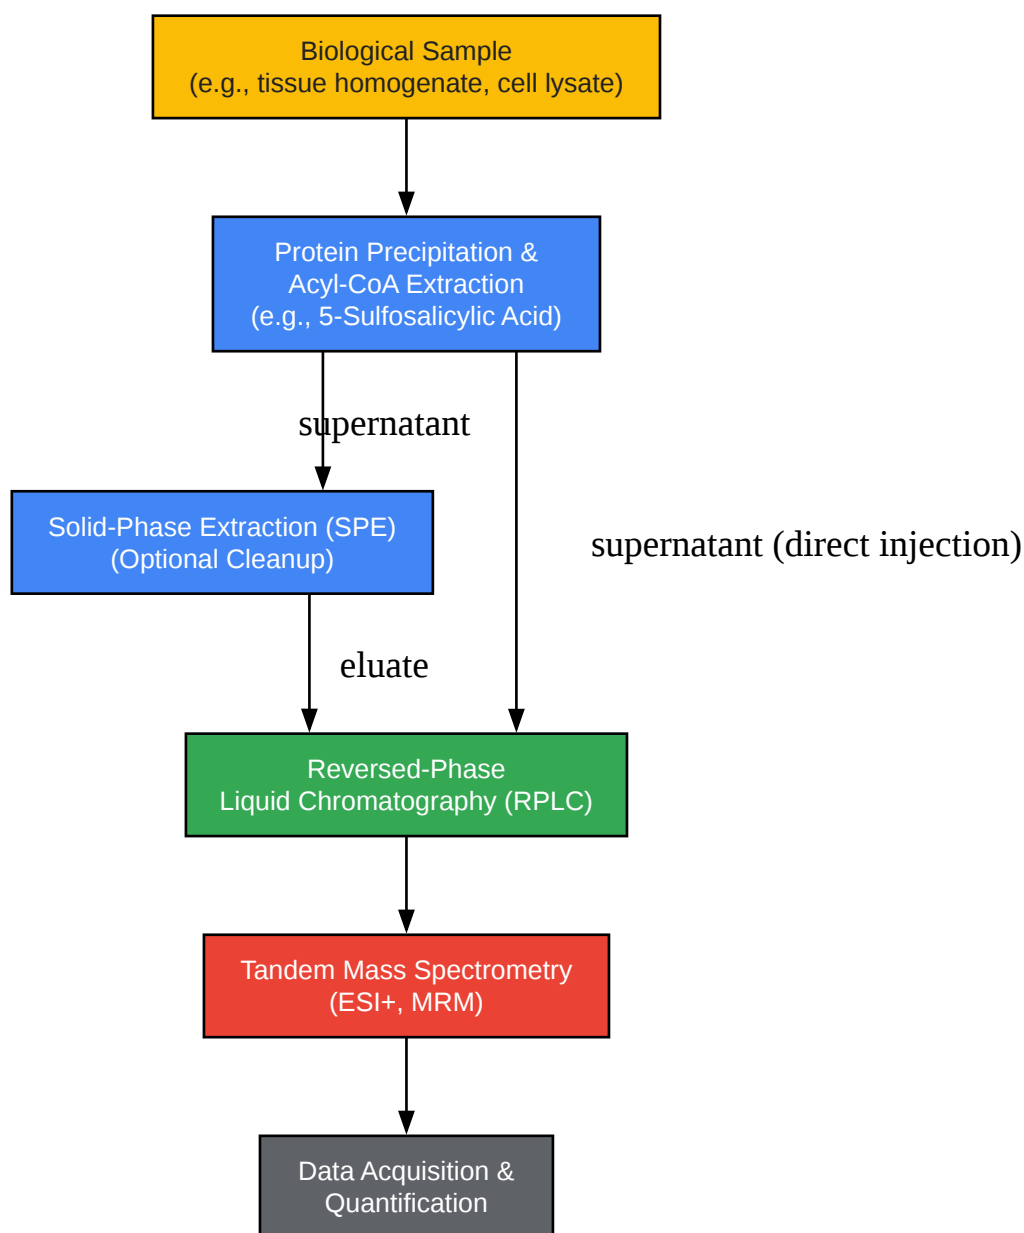 Biological Sample
(e.g., tissue homogenate, cell lysate)
Protein Precipitation &
Acyl-CoA Extraction
(e.g., 5-Sulfosalicylic Acid)
supernatant
Solid-Phase Extraction (SPE)
(Optional Cleanup)
supernatant (direct injection)
eluate
Reversed-Phase
Liquid Chromatography (RPLC)
Tandem Mass Spectrometry
(ESI+, MRM)
Data Acquisition &
Quantification